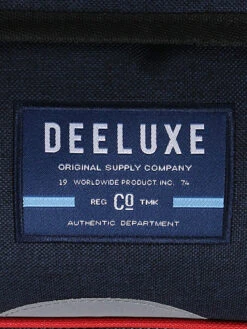 DEELUXE
ORIGINAL SUPPLY COMPANY
19 WORLDWIDE PRODUCT INC. 74
REG CO TMK
AUTHENTIC DEPARTMENT